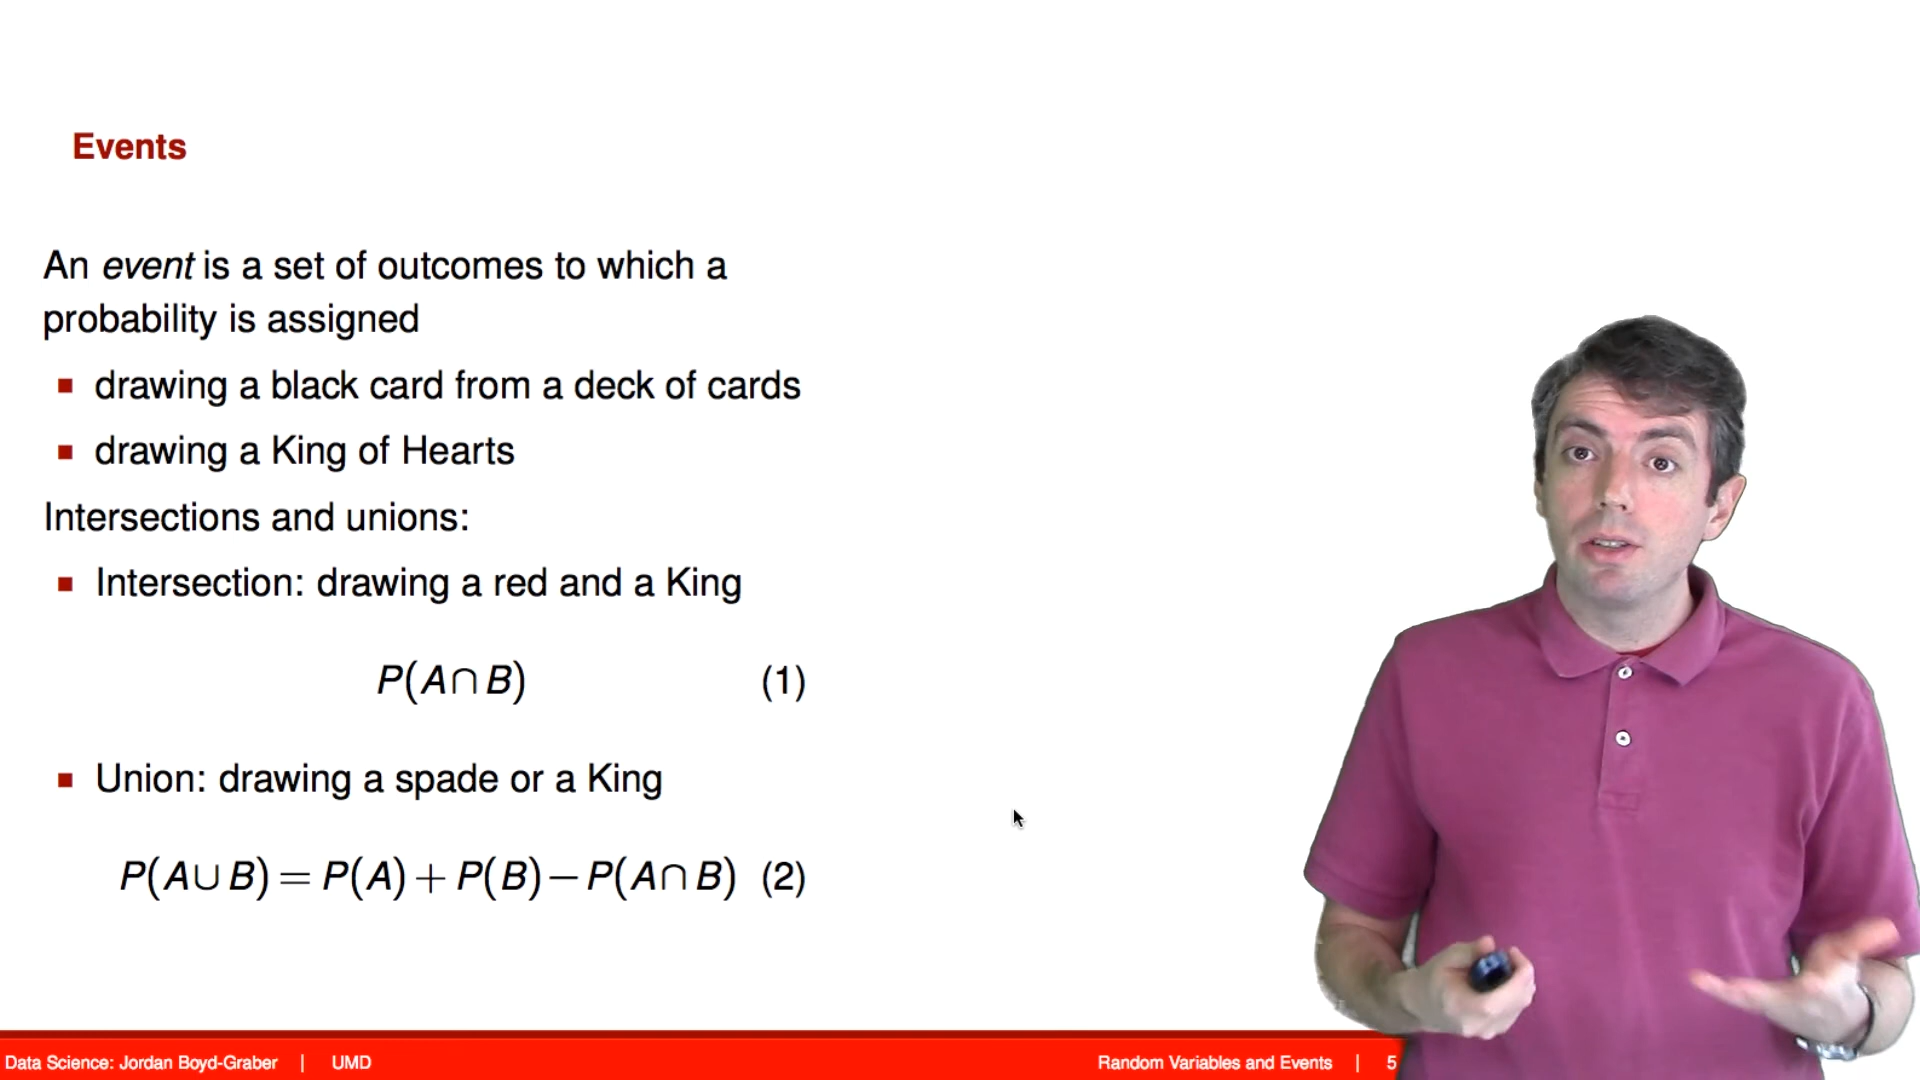 Events
An event is a set of outcomes to which a
probability is assigned
drawing a black card from a deck of cards
drawing a King of Hearts
Intersections and unions:
Intersection: drawing a red and a King
P(A∩B) (1)
Union: drawing a spade or a King
P(A∪B)=P(A)+P(B)−P(A∩B) (2)
Data Science: Jordan Boyd-Graber | UMD Random Variables and Events | 5